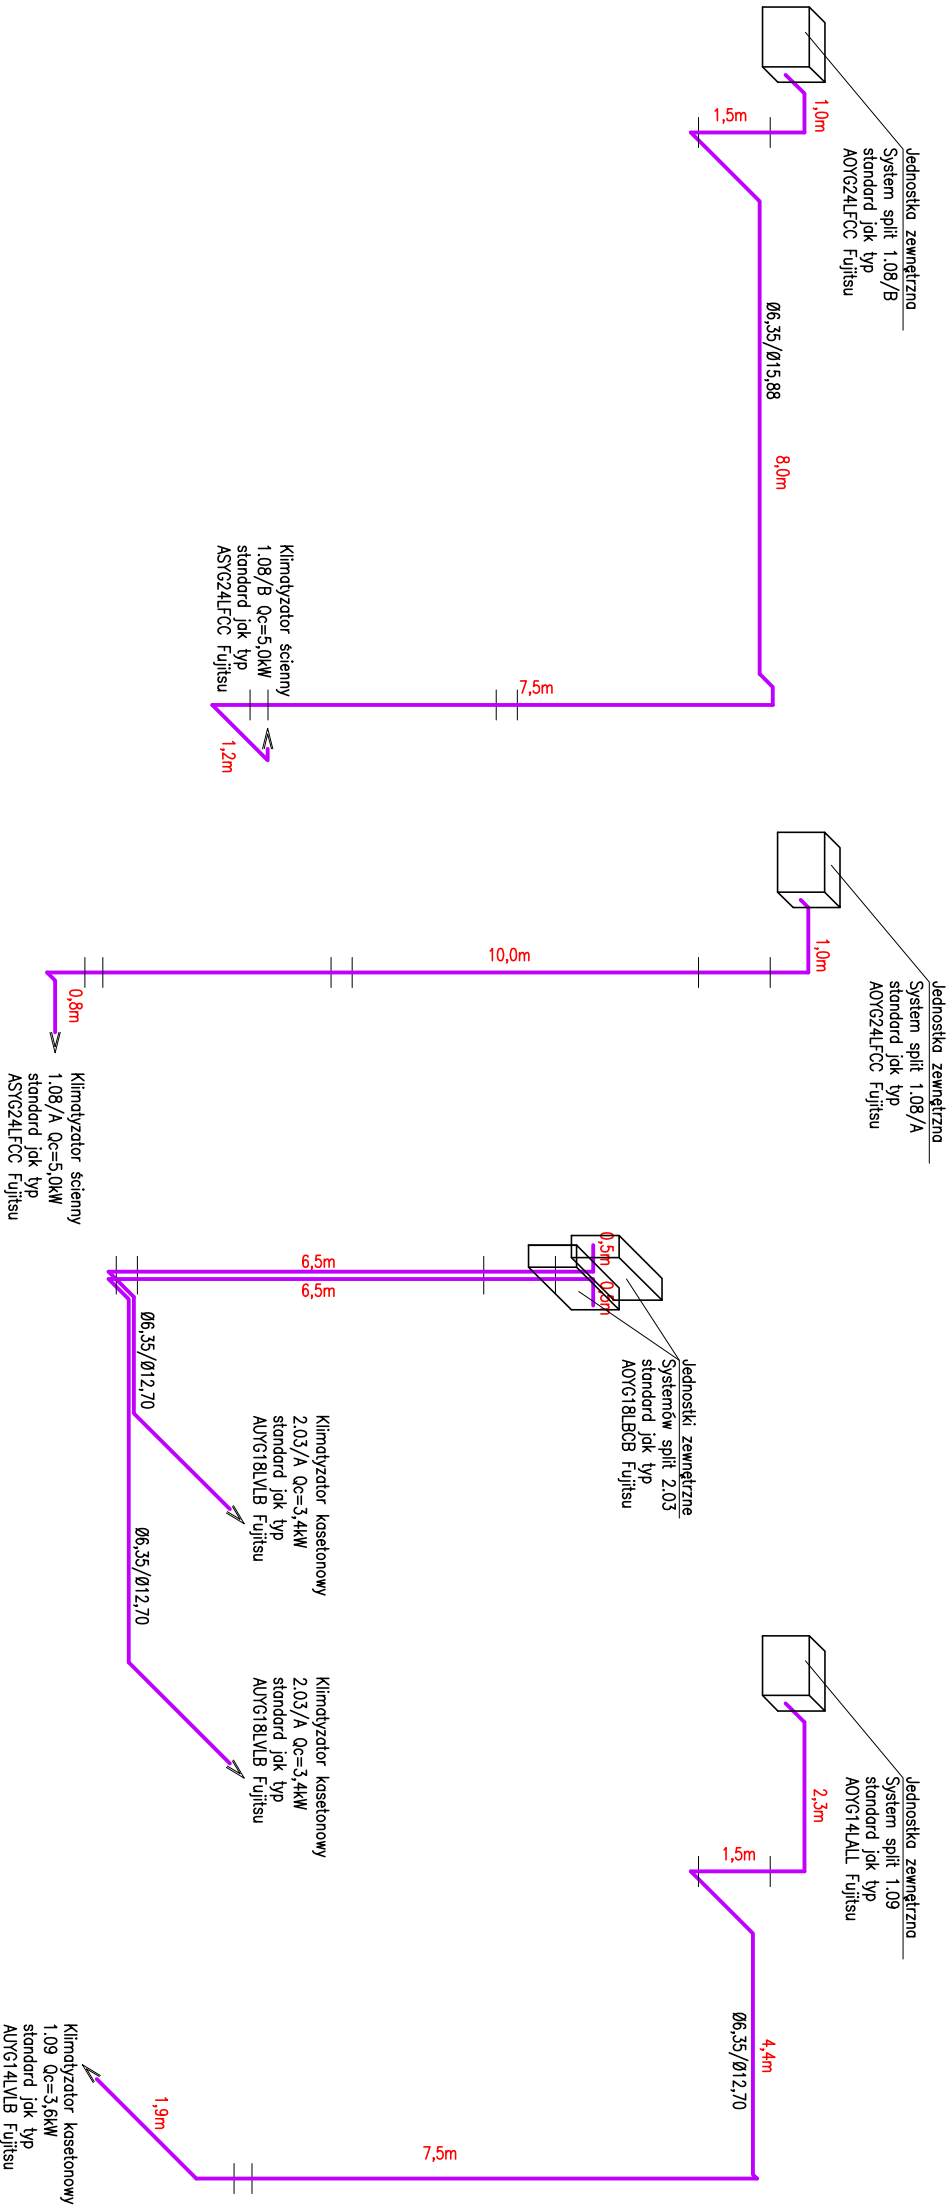 Jednostka zewnętrzna
System split 1.08/B
standard jak typ
AOYG24LFCC Fujitsu
1,0m
1,5m
Ø6,35/Ø15,88
8,0m
7,5m
1,2m
Klimatyzator ścienny
1.08/B Qc=5,0kW
standard jak typ
ASYG24LFCC Fujitsu
Jednostka zewnętrzna
System split 1.08/A
standard jak typ
AOYG24LFCC Fujitsu
1,0m
10,0m
0,8m
Klimatyzator ścienny
1.08/A Qc=5,0kW
standard jak typ
ASYG24LFCC Fujitsu
Jednostki zewnętrzne
Systemów split 2.03
standard jak typ
AOYG18LBCB Fujitsu
0,5m
0,5m
6,5m
6,5m
Ø6,35/Ø12,70
Klimatyzator kasetonowy
2.03/A Qc=3,4kW
standard jak typ
AUYG18LVLB Fujitsu
Ø6,35/Ø12,70
Klimatyzator kasetonowy
2.03/A Qc=3,4kW
standard jak typ
AUYG18LVLB Fujitsu
Jednostka zewnętrzna
System split 1.09
standard jak typ
AOYG14LALL Fujitsu
2,3m
1,5m
4,4m
Ø6,35/Ø12,70
7,5m
1,9m
Klimatyzator kasetonowy
1.09 Qc=3,6kW
standard jak typ
AUYG14LVLB Fujitsu